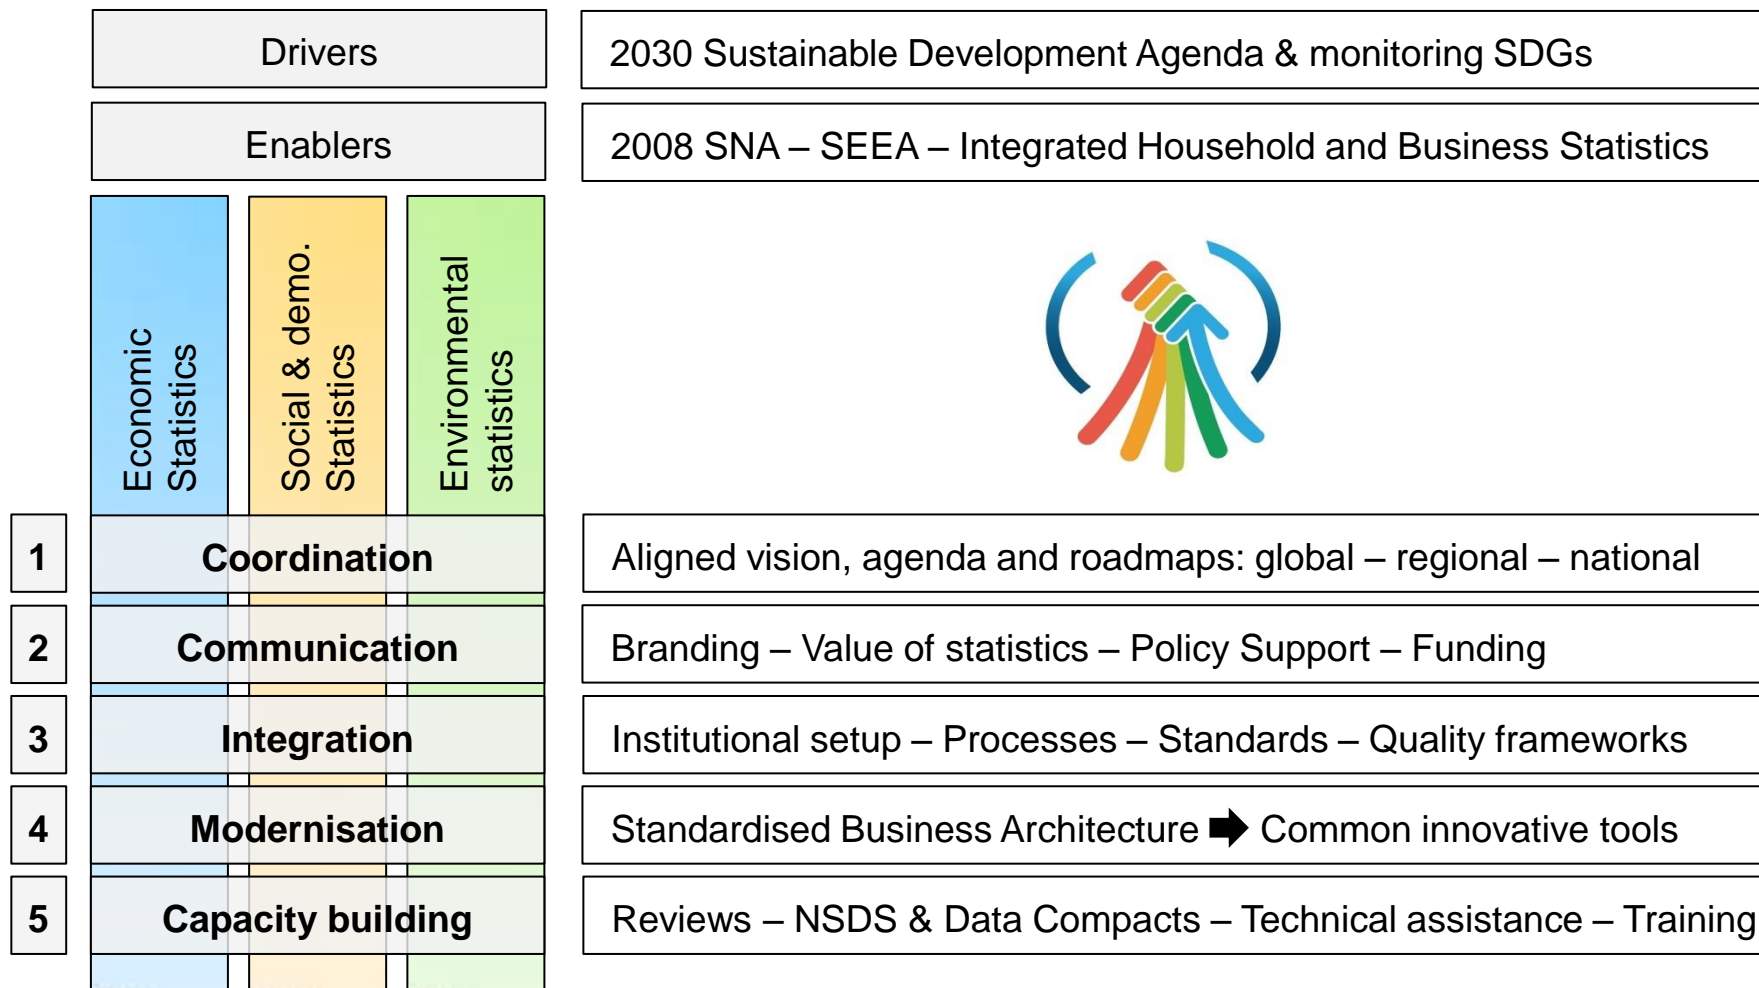 Drivers
2030 Sustainable Development Agenda & monitoring SDGs
Enablers
2008 SNA – SEEA – Integrated Household and Business Statistics
Economic
Statistics
Social & demo.
Statistics
Environmental
statistics
1
Coordination
Aligned vision, agenda and roadmaps: global – regional – national
2
Communication
Branding – Value of statistics – Policy Support – Funding
3
Integration
Institutional setup – Processes – Standards – Quality frameworks
4
Modernisation
Standardised Business Architecture ➡ Common innovative tools
5
Capacity building
Reviews – NSDS & Data Compacts – Technical assistance – Training